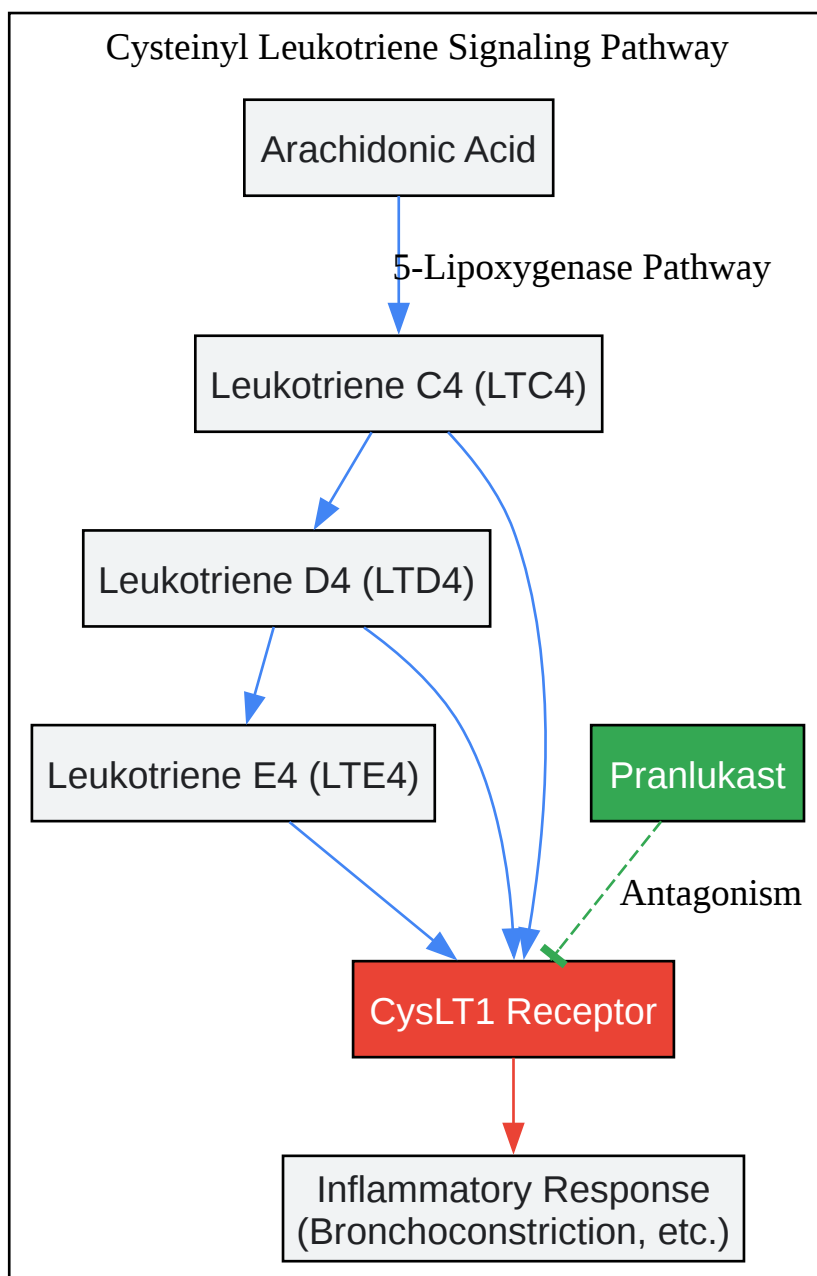 Cysteinyl Leukotriene Signaling Pathway
Arachidonic Acid
5-Lipoxygenase Pathway
Leukotriene C4 (LTC4)
Leukotriene D4 (LTD4)
Leukotriene E4 (LTE4)
Pranlukast
Antagonism
CysLT1 Receptor
Inflammatory Response
(Bronchoconstriction, etc.)